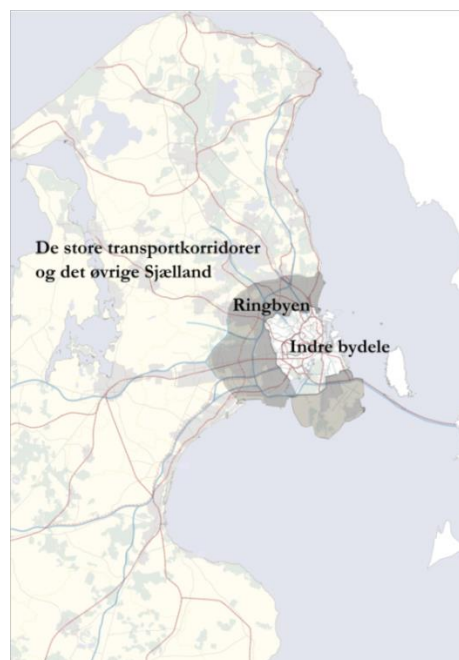 De store transportkorridorer
og det øvrige Sjælland
Ringbyen
Indre bydele